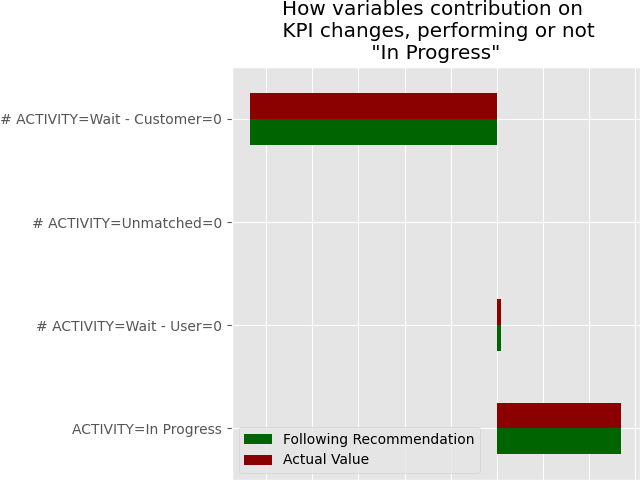 How variables contribution on
KPI changes, performing or not
"In Progress"
# ACTIVITY=Wait - Customer=0
# ACTIVITY=Unmatched=0
# ACTIVITY=Wait - User=0
ACTIVITY=In Progress
Following Recommendation
Actual Value